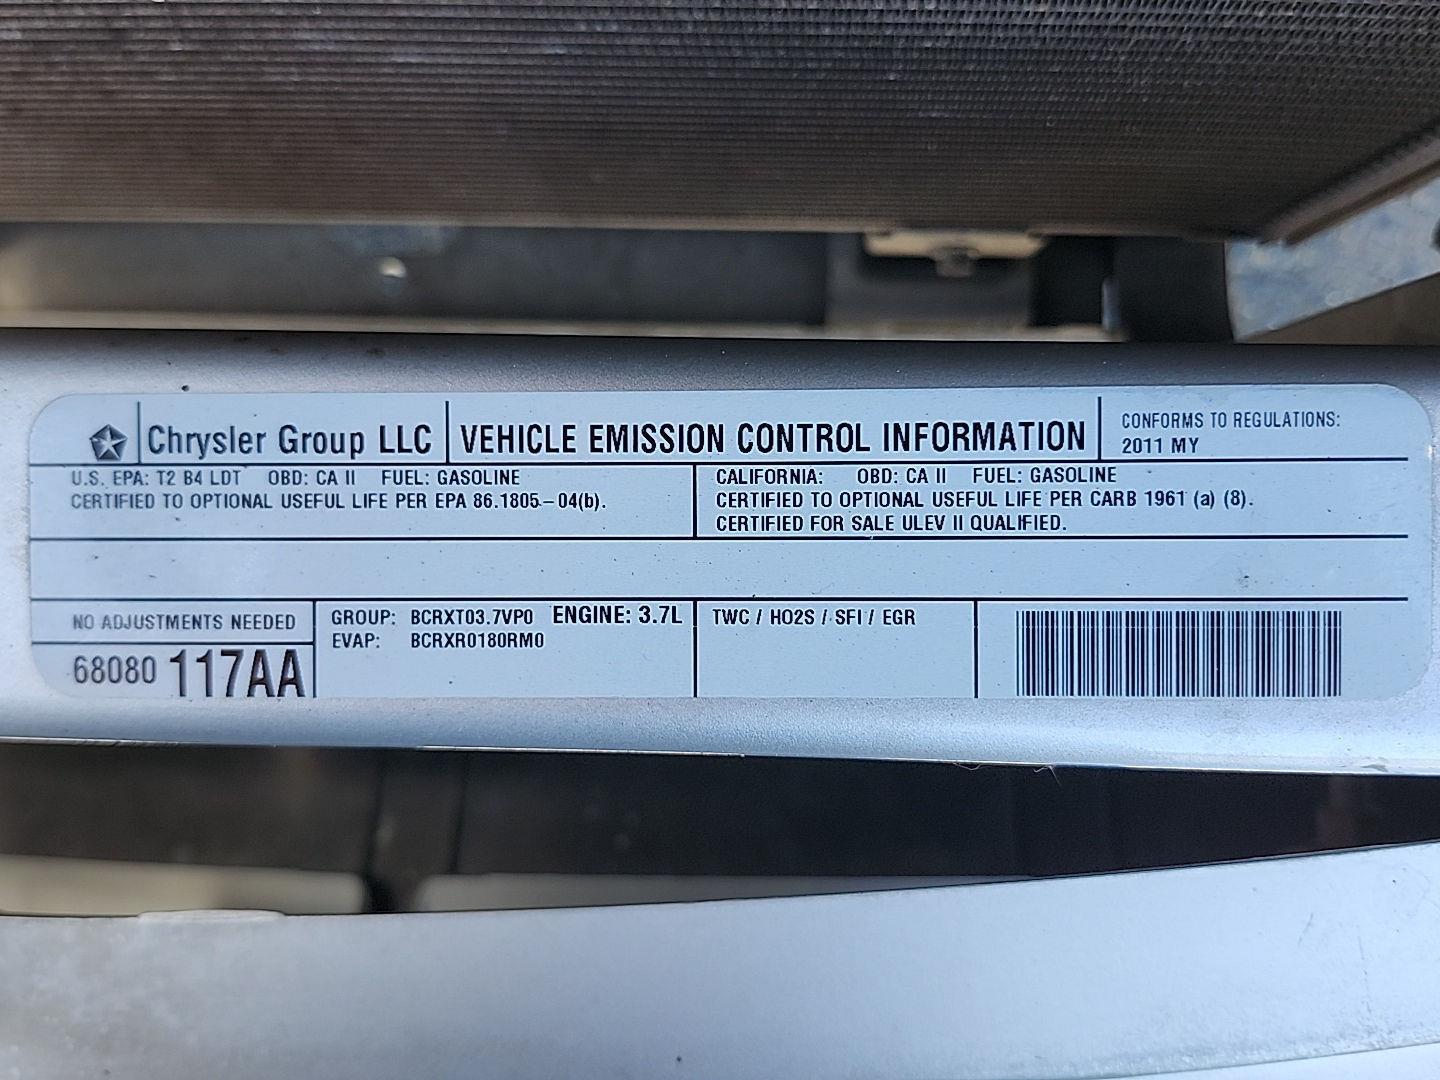 Chrysler Group LLC VEHICLE EMISSION CONTROL INFORMATION
CONFORMS TO REGULATIONS:
2011 MY
U.S. EPA: T2 B4 LDT OBD: CA II FUEL: GASOLINE
CERTIFIED TO OPTIONAL USEFUL LIFE PER EPA 86.1805-04(b).
CALIFORNIA: OBD: CA II FUEL: GASOLINE
CERTIFIED TO OPTIONAL USEFUL LIFE PER CARB 1961 (a) (8).
CERTIFIED FOR SALE ULEV II QUALIFIED.
NO ADJUSTMENTS NEEDED
68080 117AA
GROUP: BCRXT03.7VP0 ENGINE: 3.7L
EVAP: BCRXR0180RM0
TWC / HO2S / SFI / EGR